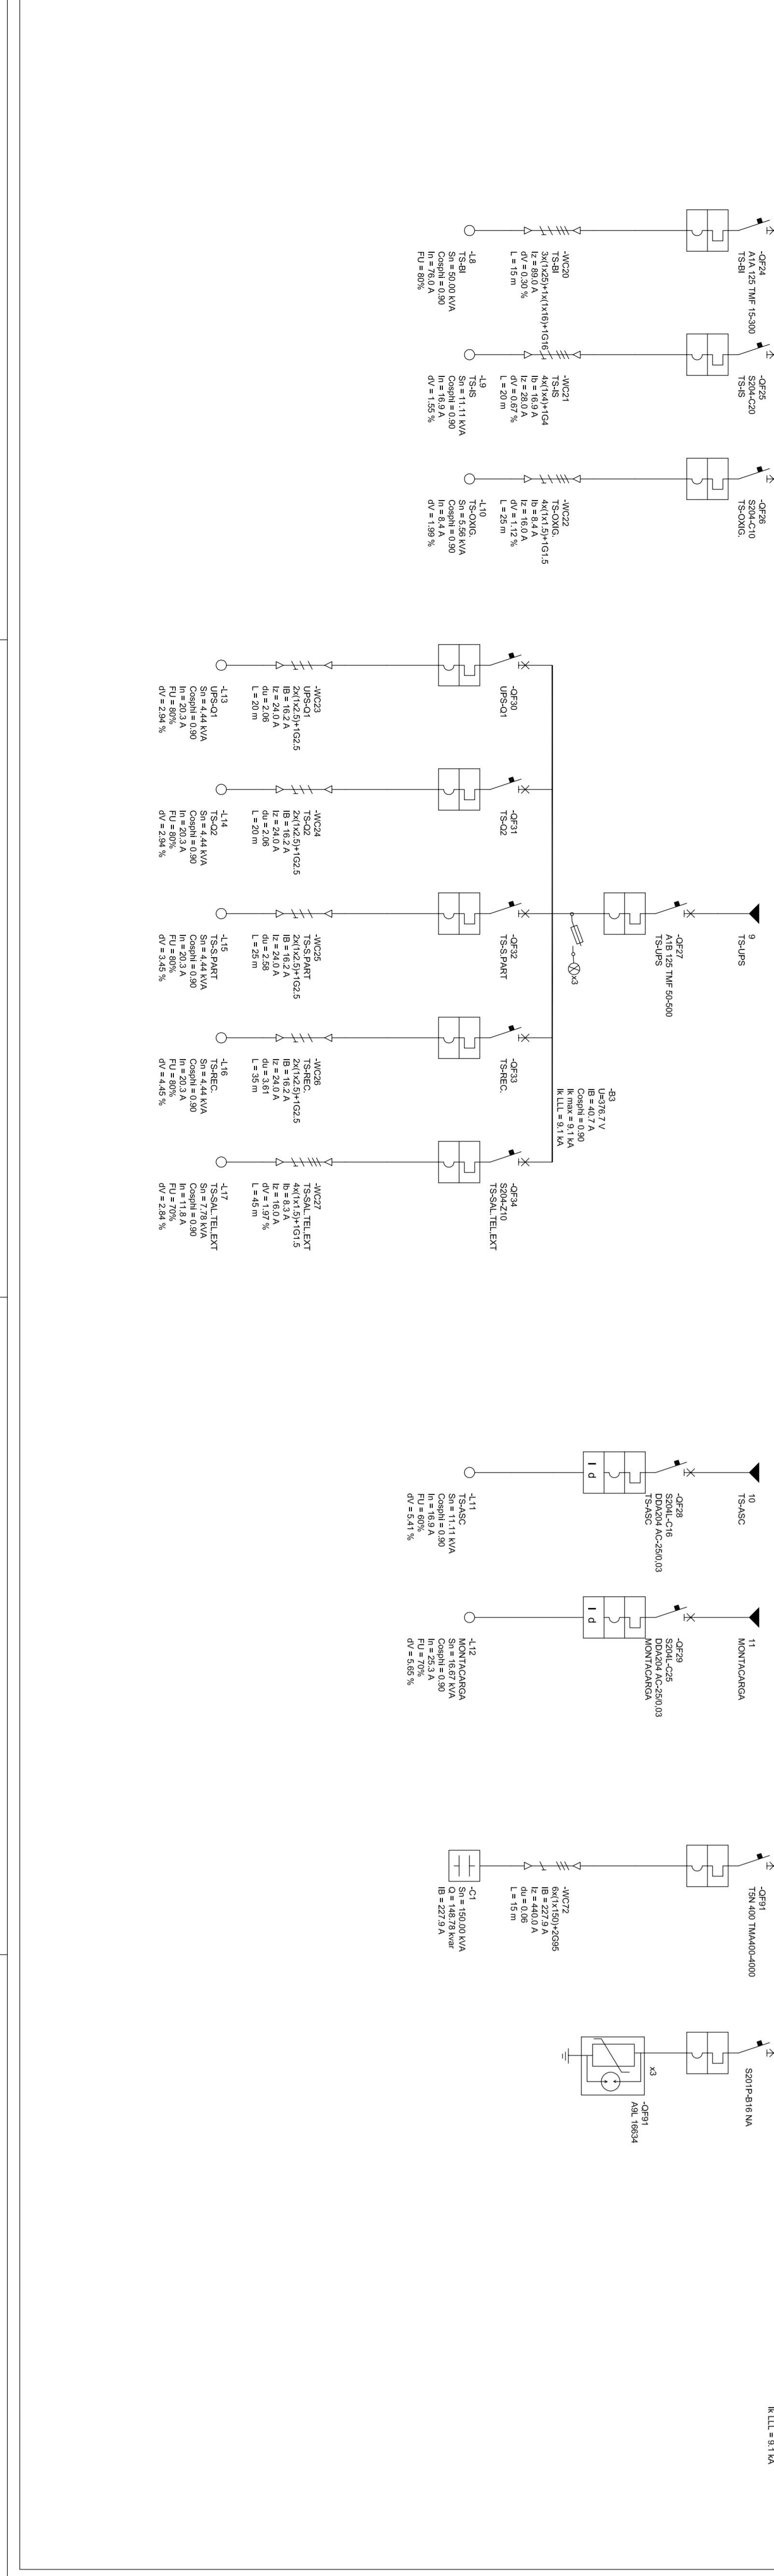 -QF24
A1A 125 TMF 15-300
TS-BI
-WC20
TS-BI
3x(1x25)+1x(1x16)+1G16
Iz = 89.0 A
dV = 0.30 %
L = 15 m
-L8
TS-BI
Sn = 50.00 kVA
Cosphi = 0.90
In = 76.0 A
FU = 80%
-QF25
S204-C20
TS-IS
-WC21
TS-IS
4x(1x4)+1G4
Ib = 16.9 A
Iz = 28.0 A
dV = 0.67 %
L = 20 m
-L9
TS-IS
Sn = 11.11 kVA
Cosphi = 0.90
In = 16.9 A
dV = 1.55 %
-QF26
S204-C10
TS-OXIG.
-WC22
TS-OXIG.
4x(1x1.5)+1G1.5
Ib = 8.4 A
Iz = 16.0 A
dV = 1.12 %
L = 25 m
-L10
TS-OXIG.
Sn = 5.56 kVA
Cosphi = 0.90
In = 8.4 A
dV = 1.99 %
9
TS-UPS
-QF27
A1B 125 TMF 50-500
TS-UPS
x3
-B3
U=376.7 V
IB = 40.7 A
Cosphi = 0.90
Ik max = 9.1 kA
Ik LLL = 9.1 kA
-QF30
UPS-Q1
-WC23
UPS-Q1
2x(1x2.5)+1G2.5
IB = 16.2 A
Iz = 24.0 A
du = 2.06
L = 20 m
-L13
UPS-Q1
Sn = 4.44 kVA
Cosphi = 0.90
In = 20.3 A
FU = 80%
dV = 2.94 %
-QF31
TS-Q2
-WC24
TS-Q2
2x(1x2.5)+1G2.5
IB = 16.2 A
Iz = 24.0 A
du = 2.06
L = 20 m
-L14
TS-Q2
Sn = 4.44 kVA
Cosphi = 0.90
In = 20.3 A
FU = 80%
dV = 2.94 %
-QF32
TS-S.PART
-WC25
TS-S.PART
2x(1x2.5)+1G2.5
IB = 16.2 A
Iz = 24.0 A
du = 2.58
L = 25 m
-L15
TS-S.PART
Sn = 4.44 kVA
Cosphi = 0.90
In = 20.3 A
FU = 80%
dV = 3.45 %
-QF33
TS-REC.
-WC26
TS-REC.
2x(1x2.5)+1G2.5
IB = 16.2 A
Iz = 24.0 A
du = 3.61
L = 35 m
-L16
TS-REC.
Sn = 4.44 kVA
Cosphi = 0.90
In = 20.3 A
FU = 80%
dV = 4.45 %
-QF34
S204-Z10
TS-SAL.TEL.EXT
-WC27
TS-SAL.TEL.EXT
4x(1x1.5)+1G1.5
Ib = 8.3 A
Iz = 16.0 A
dV = 1.97 %
L = 45 m
-L17
TS-SAL.TEL.EXT
Sn = 7.78 kVA
Cosphi = 0.90
In = 11.8 A
FU = 70%
dV = 2.84 %
10
TS-ASC
-QF28
S204L-C16
DDA204 AC-25/0,03
TS-ASC
I d
-L11
TS-ASC
Sn = 11.11 kVA
Cosphi = 0.90
In = 16.9 A
FU = 60%
dV = 5.41 %
11
MONTACARGA
-QF29
S204L-C25
DDA204 AC-25/0,03
MONTACARGA
I d
-L12
MONTACARGA
Sn = 16.67 kVA
Cosphi = 0.90
In = 25.3 A
FU = 70%
dV = 5.65 %
-QF91
T5N 400 TMA400-4000
-WC72
6x(1x150)+2G95
IB = 227.9 A
Iz = 440.0 A
du = 0.06
L = 15 m
-C1
Sn = 150.00 kVA
Q = 148.78 kvar
IB = 227.9 A
S201P-B16 NA
x3
-QF91
A9L 16634
Ik LLL = 9.1 kA